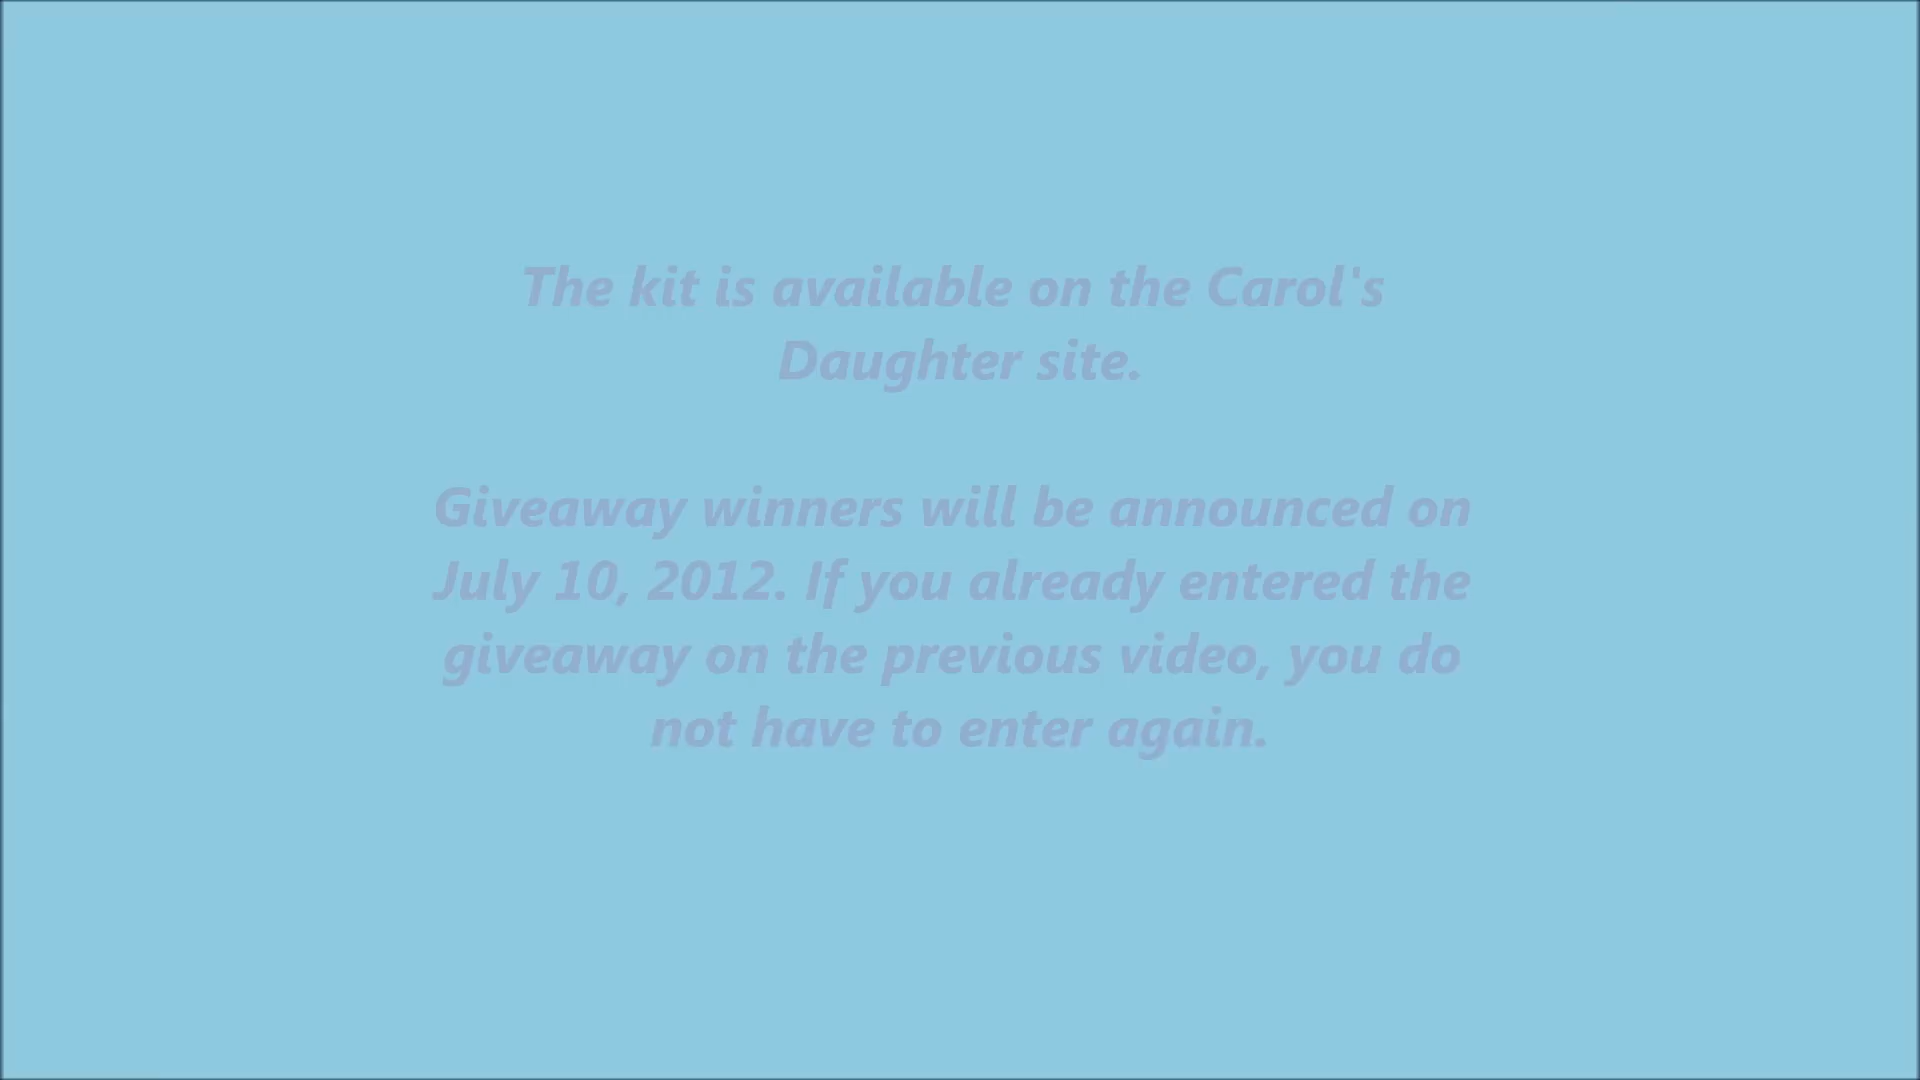 The kit is available on the Carol's
Daughter site.
Giveaway winners will be announced on
July 10, 2012. If you already entered the
giveaway on the previous video, you do
not have to enter again.